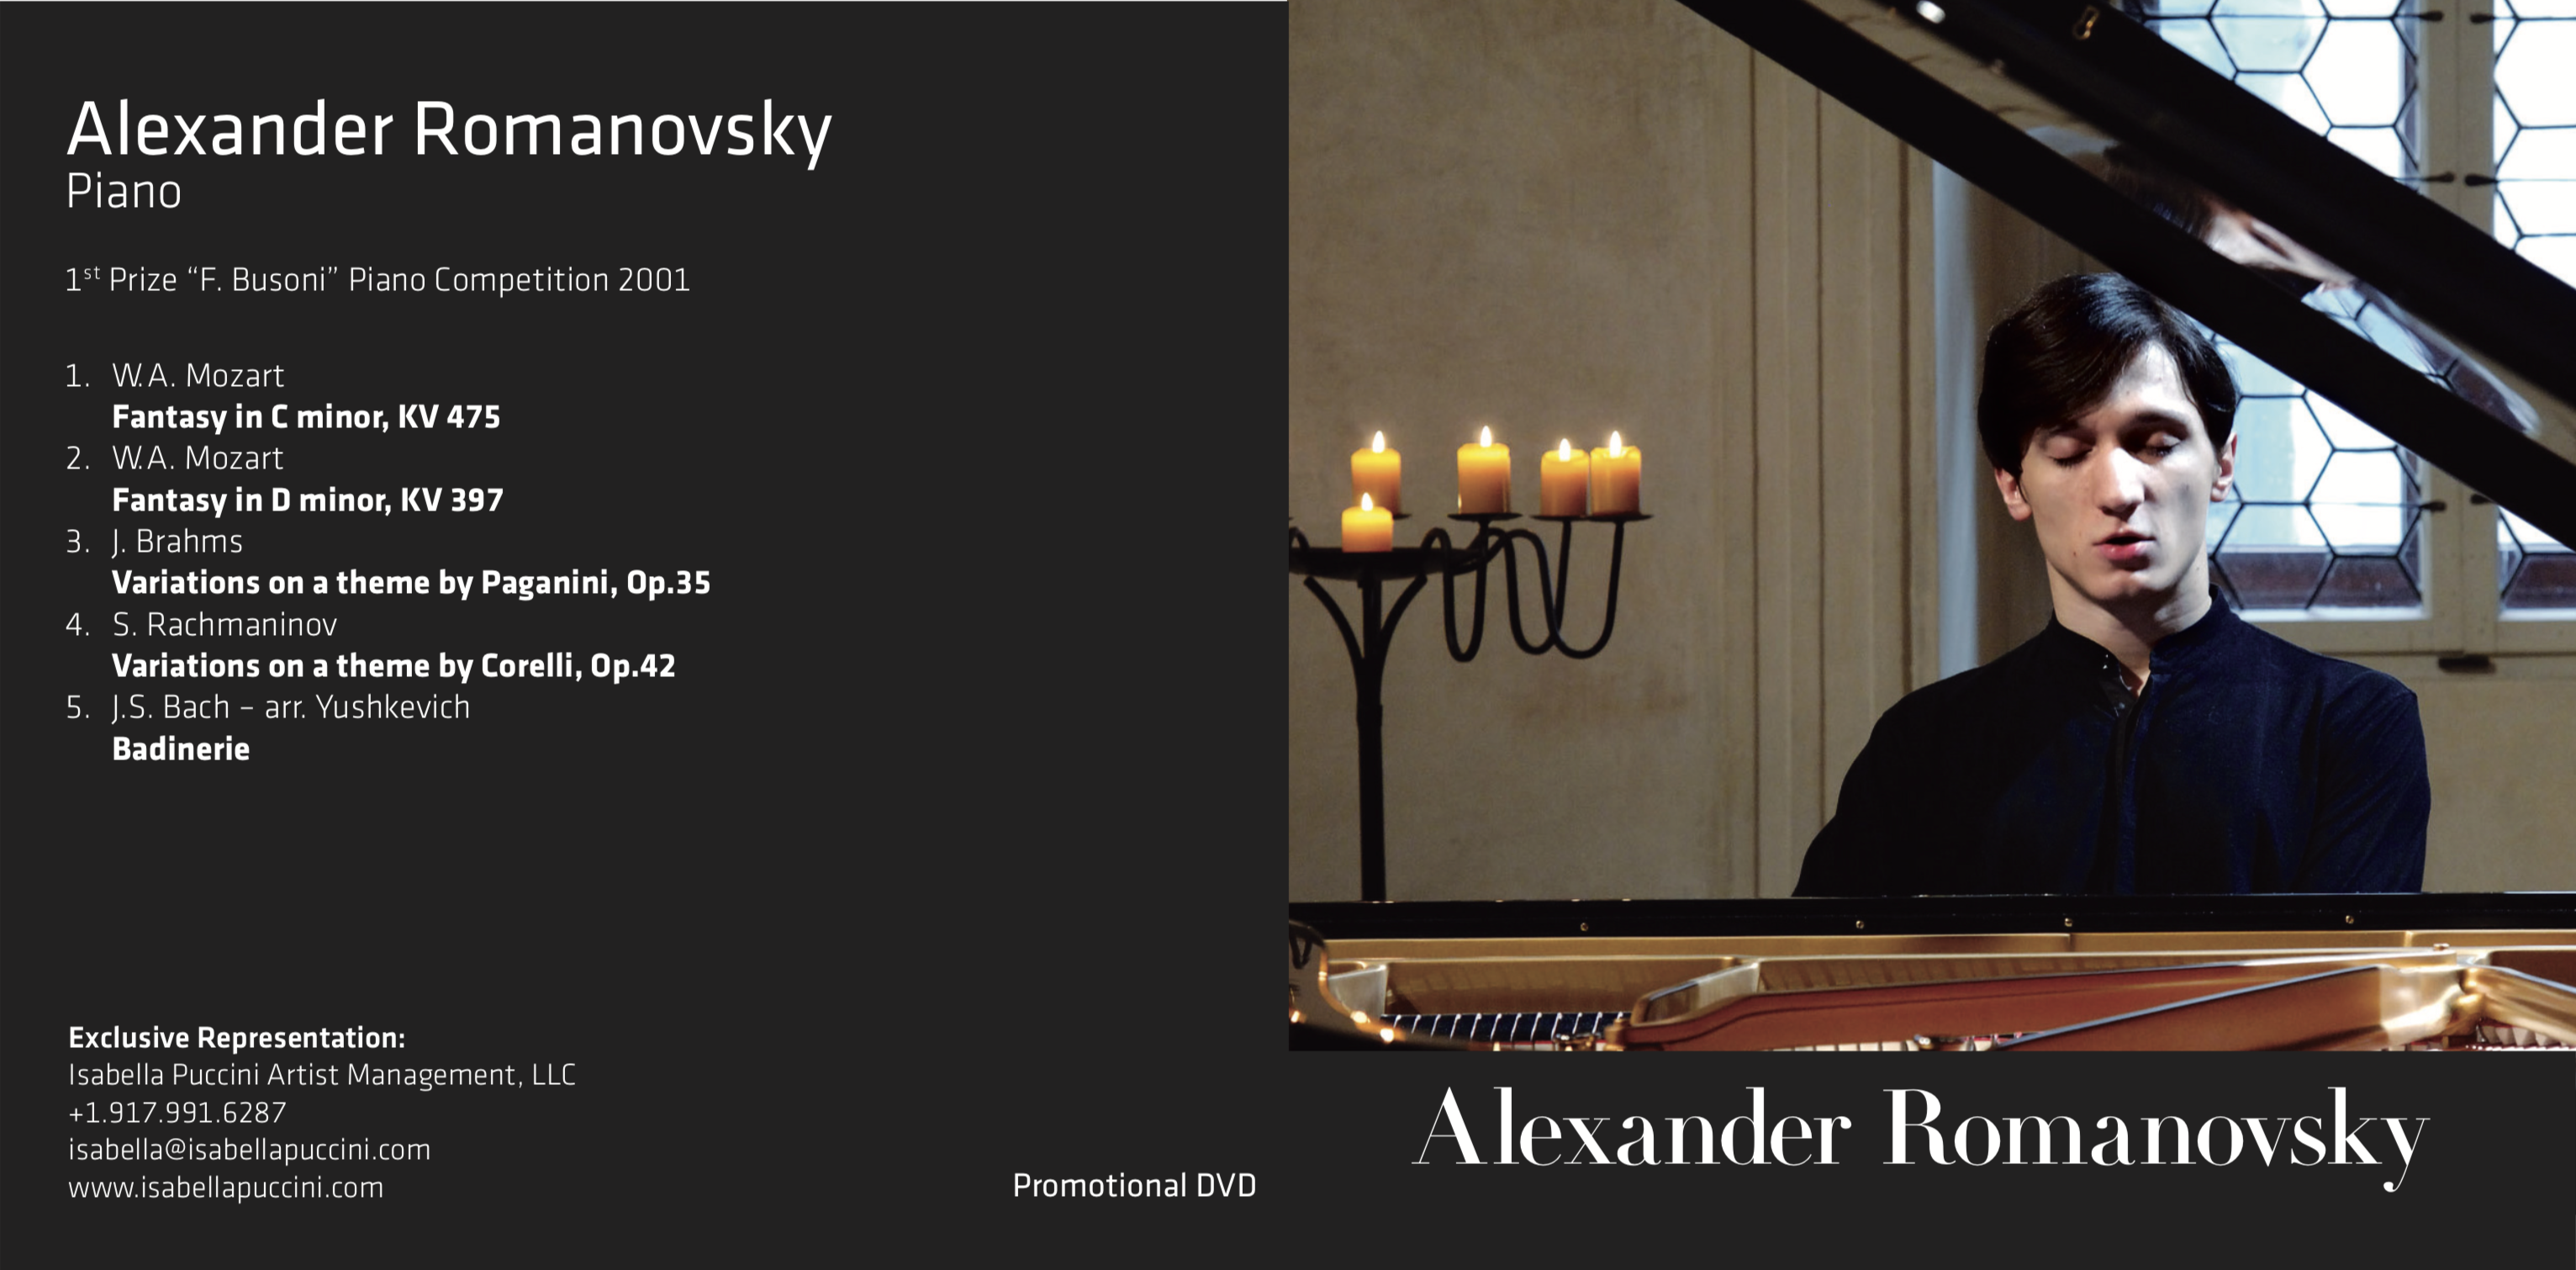 Alexander Romanovsky
Piano
1st Prize “F. Busoni” Piano Competition 2001
1. W.A. Mozart
Fantasy in C minor, KV 475
2. W.A. Mozart
Fantasy in D minor, KV 397
3. J. Brahms
Variations on a theme by Paganini, Op.35
4. S. Rachmaninov
Variations on a theme by Corelli, Op.42
5. J.S. Bach – arr. Yushkevich
Badinerie
Exclusive Representation:
Isabella Puccini Artist Management, LLC
+1.917.991.6287
isabella@isabellapuccini.com
www.isabellapuccini.com
Promotional DVD
Alexander Romanovsky